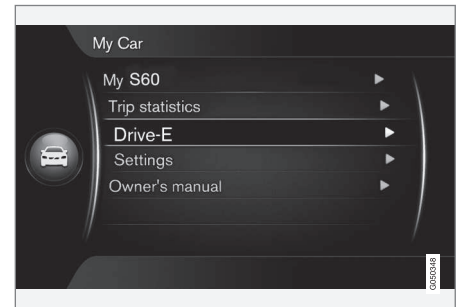 My Car
My S60
Trip statistics
Drive-E
Settings
Owner's manual
G050348